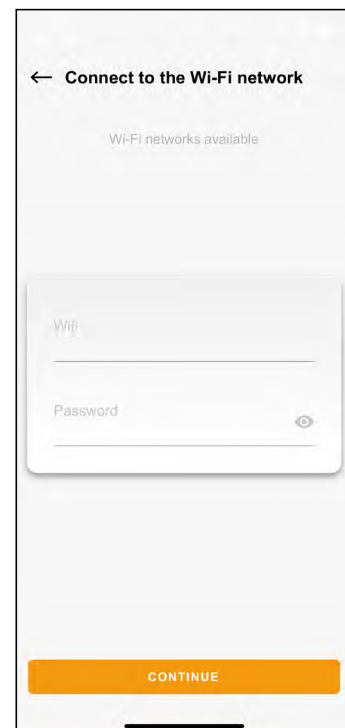 Connect to the Wi-Fi network
Wi-Fi networks available
Wifi
Password
CONTINUE